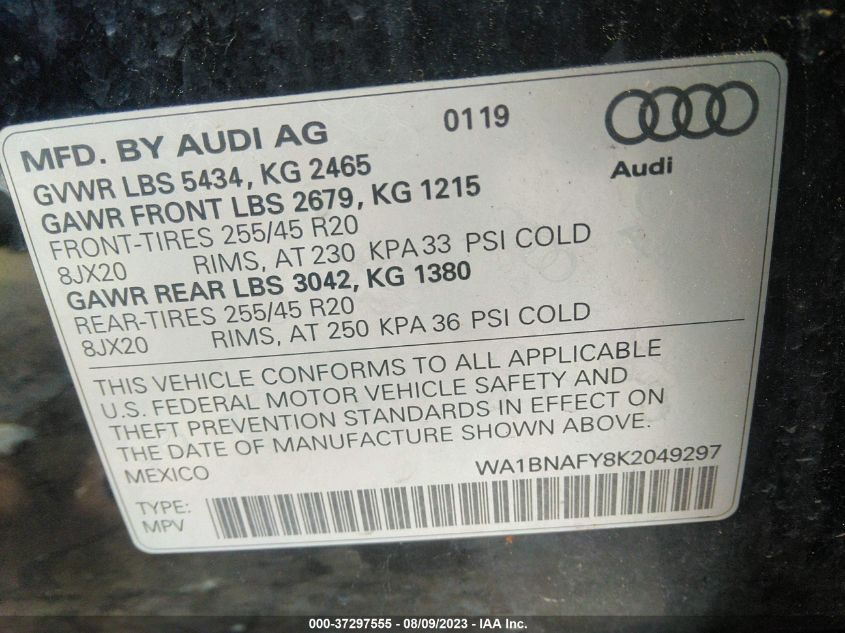 MFD. BY AUDI AG 0119
Audi
GVWR LBS 5434, KG 2465
GAWR FRONT LBS 2679, KG 1215
FRONT-TIRES 255/45 R20
8JX20 RIMS, AT 230 KPA 33 PSI COLD
GAWR REAR LBS 3042, KG 1380
REAR-TIRES 255/45 R20
8JX20 RIMS, AT 250 KPA 36 PSI COLD
THIS VEHICLE CONFORMS TO ALL APPLICABLE
U.S. FEDERAL MOTOR VEHICLE SAFETY AND
THEFT PREVENTION STANDARDS IN EFFECT ON
THE DATE OF MANUFACTURE SHOWN ABOVE.
MEXICO WA1BNAFY8K2049297
TYPE:
MPV
000-37297555 - 08/09/2023 - IAA Inc.